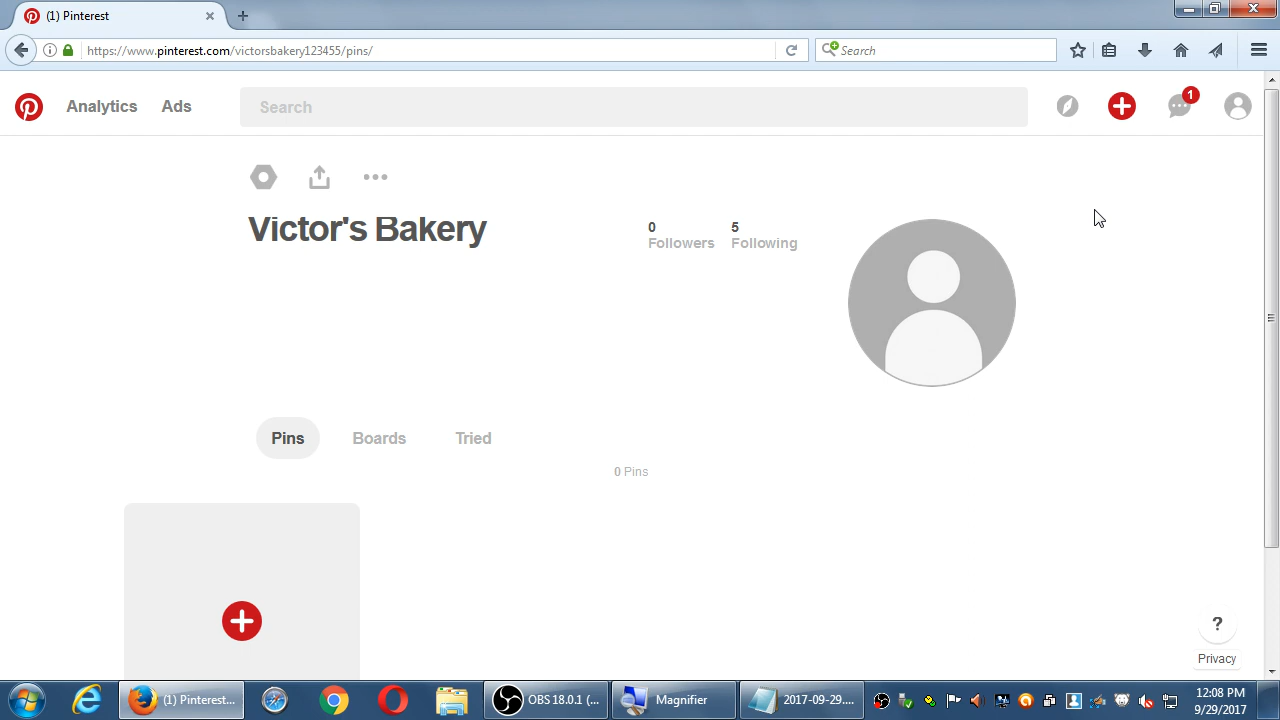 (1) Pinterest
https://www.pinterest.com/victorsbakery123455/pins/
Search
Analytics
Ads
Search
1
Victor's Bakery
0
Followers
5
Following
Pins
Boards
Tried
0 Pins
?
Privacy
(1) Pinterest...
OBS 18.0.1 (...
Magnifier
2017-09-29....
12:08 PM
9/29/2017